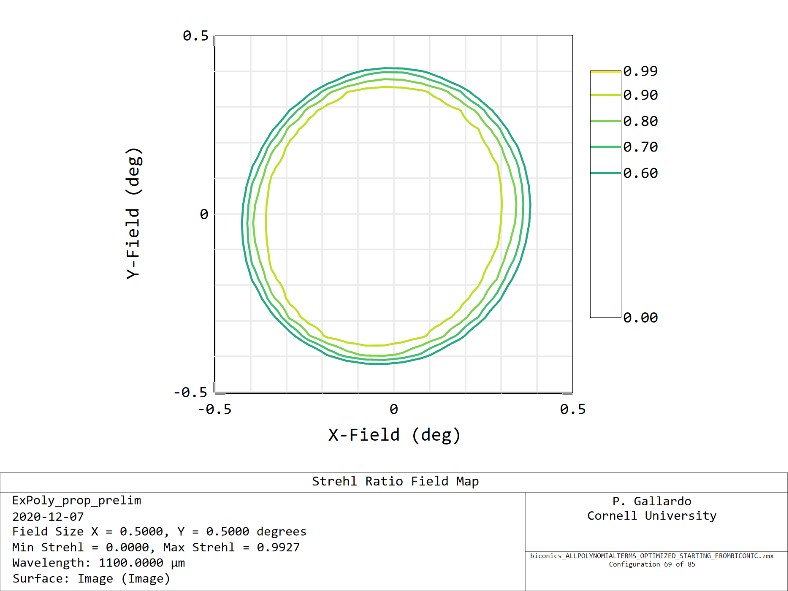 0.5
0
-0.5
Y-Field (deg)
-0.5
0
0.5
X-Field (deg)
0.99
0.90
0.80
0.70
0.60
0.00
Strehl Ratio Field Map
ExPoly_prop_prelim
2020-12-07
Field Size X = 0.5000, Y = 0.5000 degrees
Min Strehl = 0.0000, Max Strehl = 0.9927
Wavelength: 1100.0000 µm
Surface: Image (Image)
P. Gallardo
Cornell University
biconics_ALLPOLYNOMIALTERMS_OPTIMIZED_STARTING_FROMBICONIC.zmx
Configuration 69 of 85